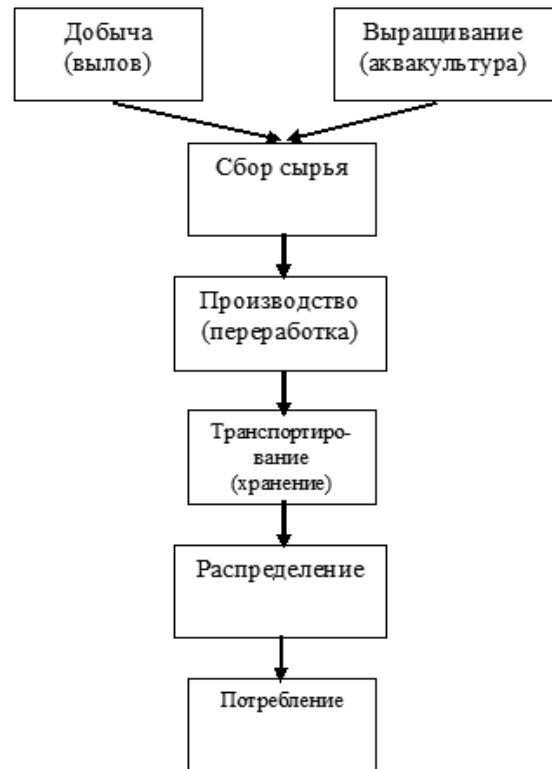 Добыча
(вылов)
Выращивание
(аквакультура)
Сбор сырья
Производство
(переработка)
Транспортиро-
вание
(хранение)
Распределение
Потребление